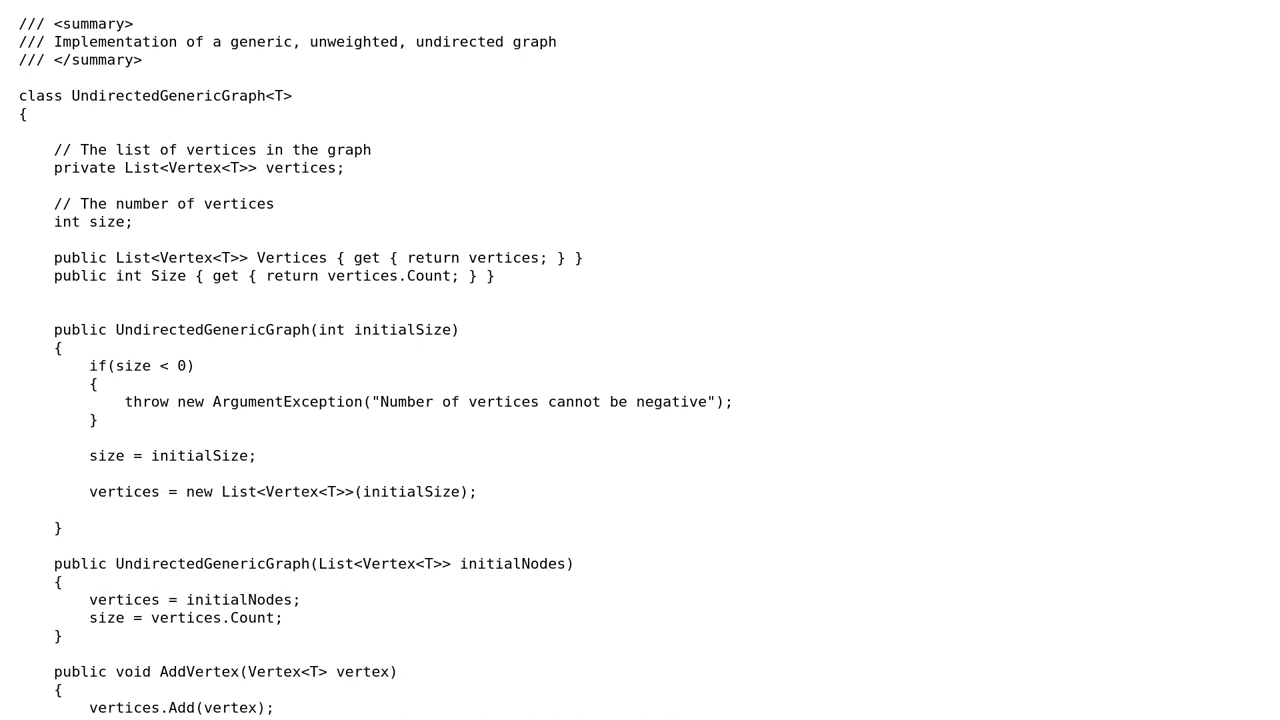 /// <summary>
/// Implementation of a generic, unweighted, undirected graph
/// </summary>
class UndirectedGenericGraph<T>
{
    // The list of vertices in the graph
    private List<Vertex<T>> vertices;
    // The number of vertices
    int size;
    public List<Vertex<T>> Vertices { get { return vertices; } }
    public int Size { get { return vertices.Count; } }
    public UndirectedGenericGraph(int initialSize)
    {
        if(size < 0)
        {
            throw new ArgumentException("Number of vertices cannot be negative");
        }
        size = initialSize;
        vertices = new List<Vertex<T>>(initialSize);
    }
    public UndirectedGenericGraph(List<Vertex<T>> initialNodes)
    {
        vertices = initialNodes;
        size = vertices.Count;
    }
    public void AddVertex(Vertex<T> vertex)
    {
        vertices.Add(vertex);